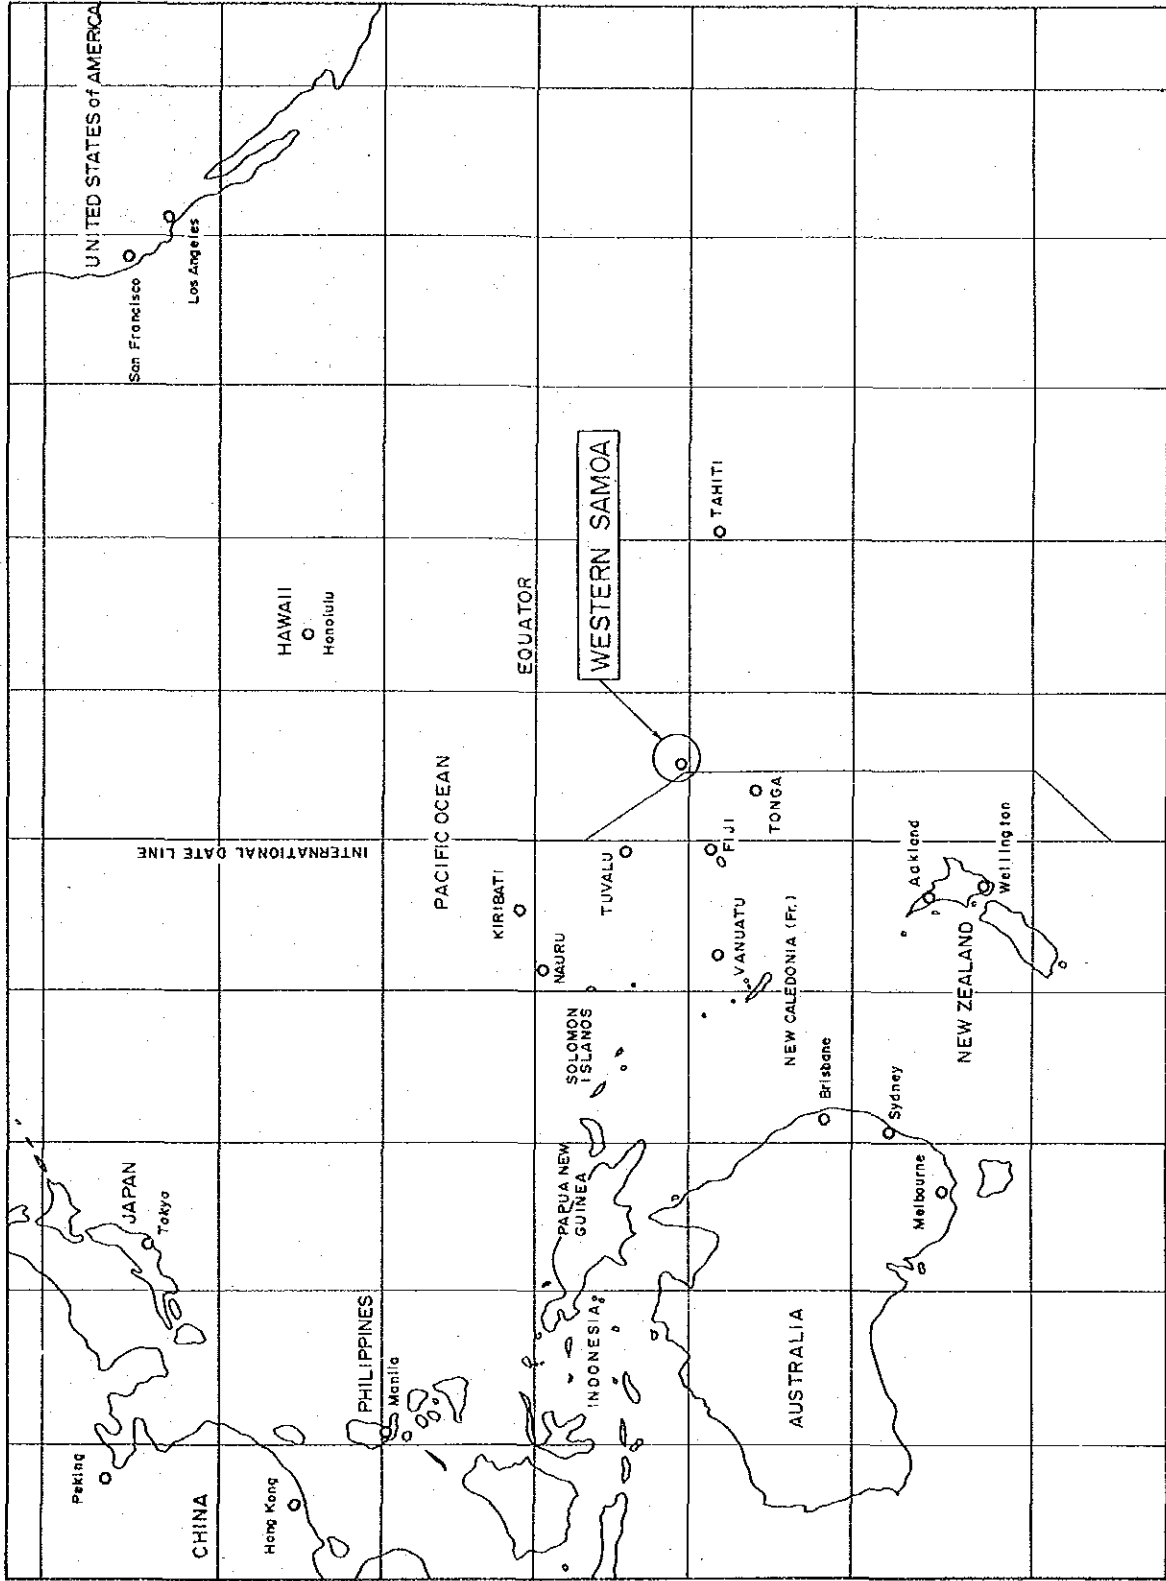 UNITED STATES of AMERICA
San Francisco
Los Angeles
HAWAII
Honolulu
INTERNATIONAL DATE LINE
PACIFIC OCEAN
EQUATOR
WESTERN SAMOA
TAHITI
KIRIBATI
NAURU
TUVALU
FIJI
TONGA
VANUATU
NEW CALEDONIA (Fr.)
SOLOMON
ISLANDS
PAPUA NEW
GUINEA
INDONESIA
JAPAN
Tokyo
Peking
CHINA
Hong Kong
PHILIPPINES
Manila
AUSTRALIA
Brisbane
Sydney
Melbourne
NEW ZEALAND
Aakland
Wellington